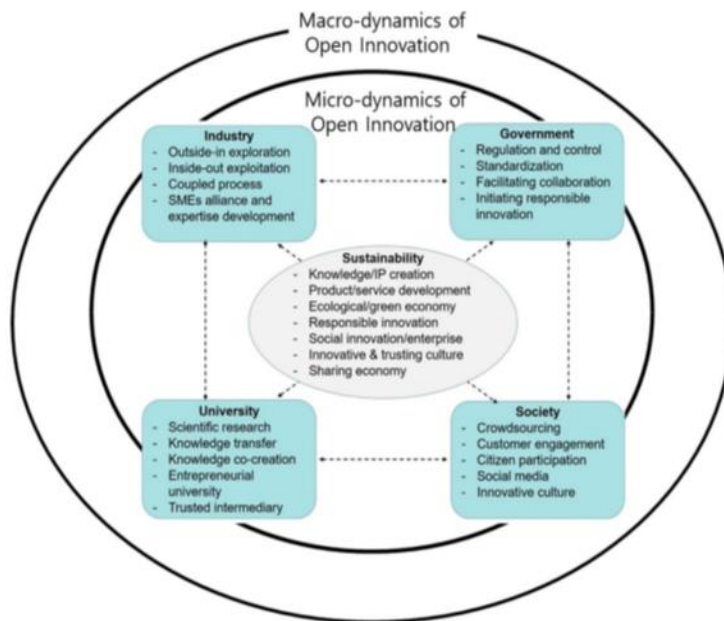 Macro-dynamics of
Open Innovation
Micro-dynamics of
Open Innovation
Industry
- Outside-in exploration
- Inside-out exploitation
- Coupled process
- SMEs alliance and
expertise development
Government
- Regulation and control
- Standardization
- Facilitating collaboration
- Initiating responsible
innovation
Sustainability
- Knowledge/IP creation
- Product/service development
- Ecological/green economy
- Responsible innovation
- Social innovation/enterprise
- Innovative & trusting culture
- Sharing economy
University
- Scientific research
- Knowledge transfer
- Knowledge co-creation
- Entrepreneurial
university
- Trusted intermediary
Society
- Crowdsourcing
- Customer engagement
- Citizen participation
- Social media
- Innovative culture